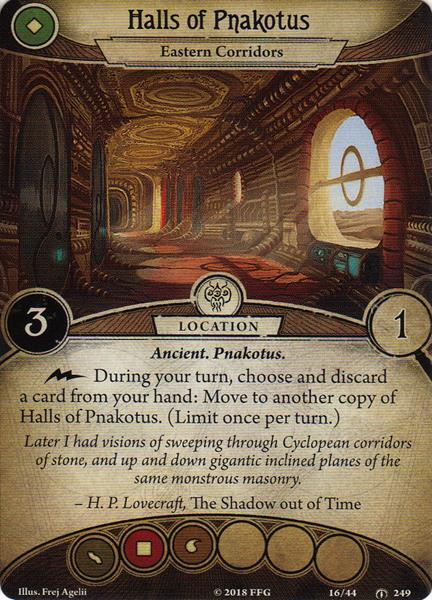 Halls of Pnakotus
Eastern Corridors
3
LOCATION
1
Ancient. Pnakotus.
During your turn, choose and discard
a card from your hand: Move to another copy of
Halls of Pnakotus. (Limit once per turn.)
Later I had visions of sweeping through Cyclopean corridors
of stone, and up and down gigantic inclined planes of the
same monstrous masonry.
– H. P. Lovecraft, The Shadow out of Time
Illus. Frej Agelii
© 2018 FFG
16/44
249